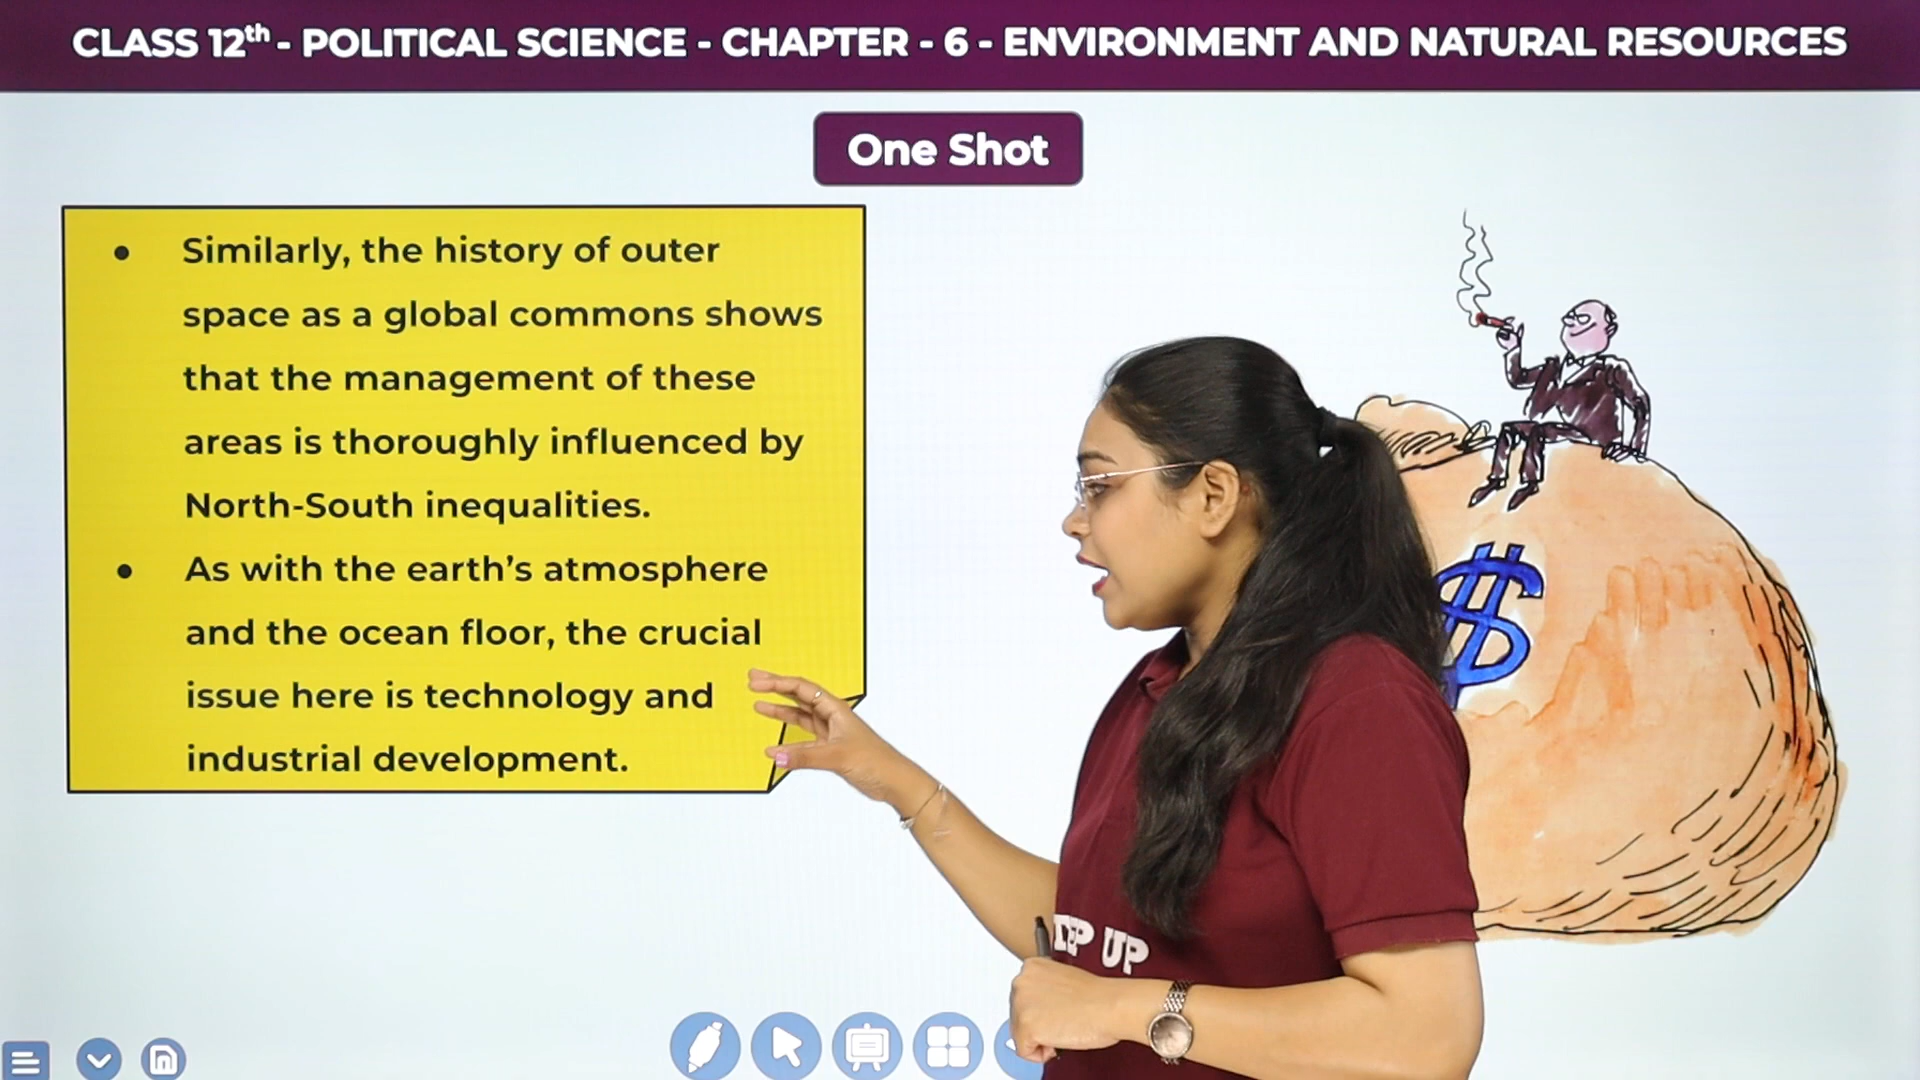 CLASS 12th - POLITICAL SCIENCE - CHAPTER - 6 - ENVIRONMENT AND NATURAL RESOURCES
One Shot
• Similarly, the history of outer
space as a global commons shows
that the management of these
areas is thoroughly influenced by
North-South inequalities.
• As with the earth's atmosphere
and the ocean floor, the crucial
issue here is technology and
industrial development.
$
UP